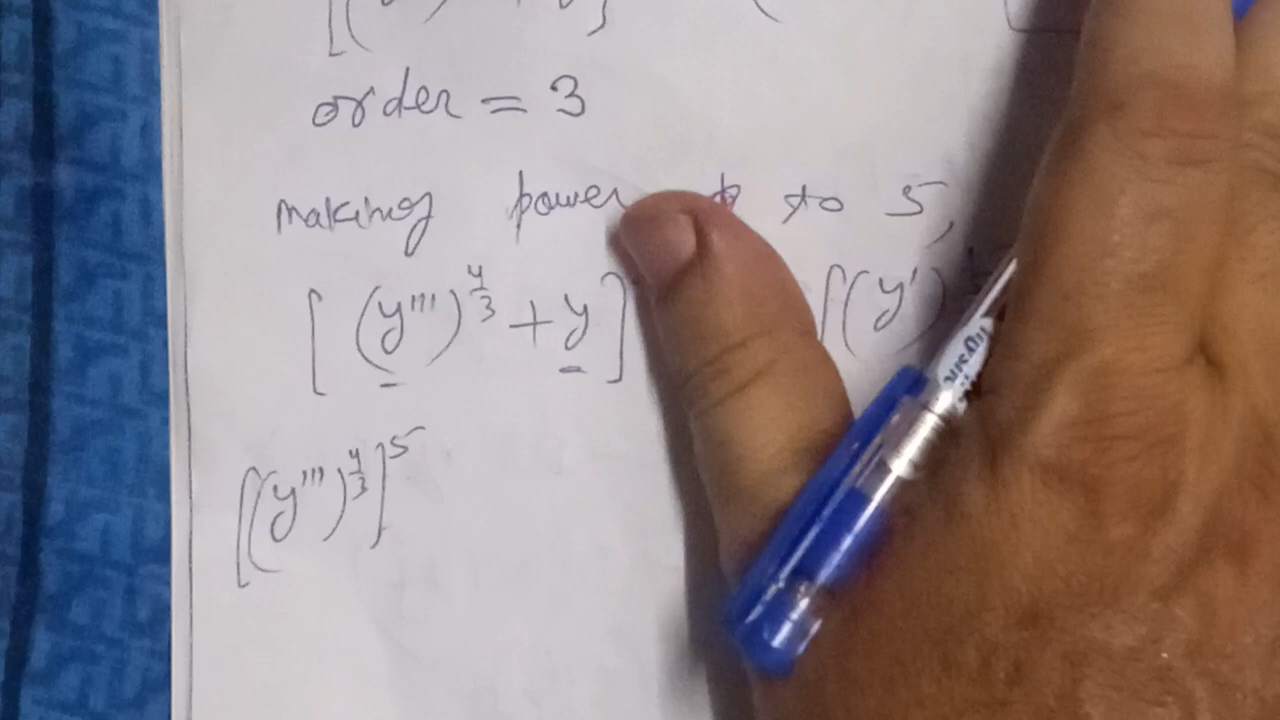 order = 3
making power to 5,
[(y''')^{4/3} + y] [(y')
[(y''')^{4/3}]^5